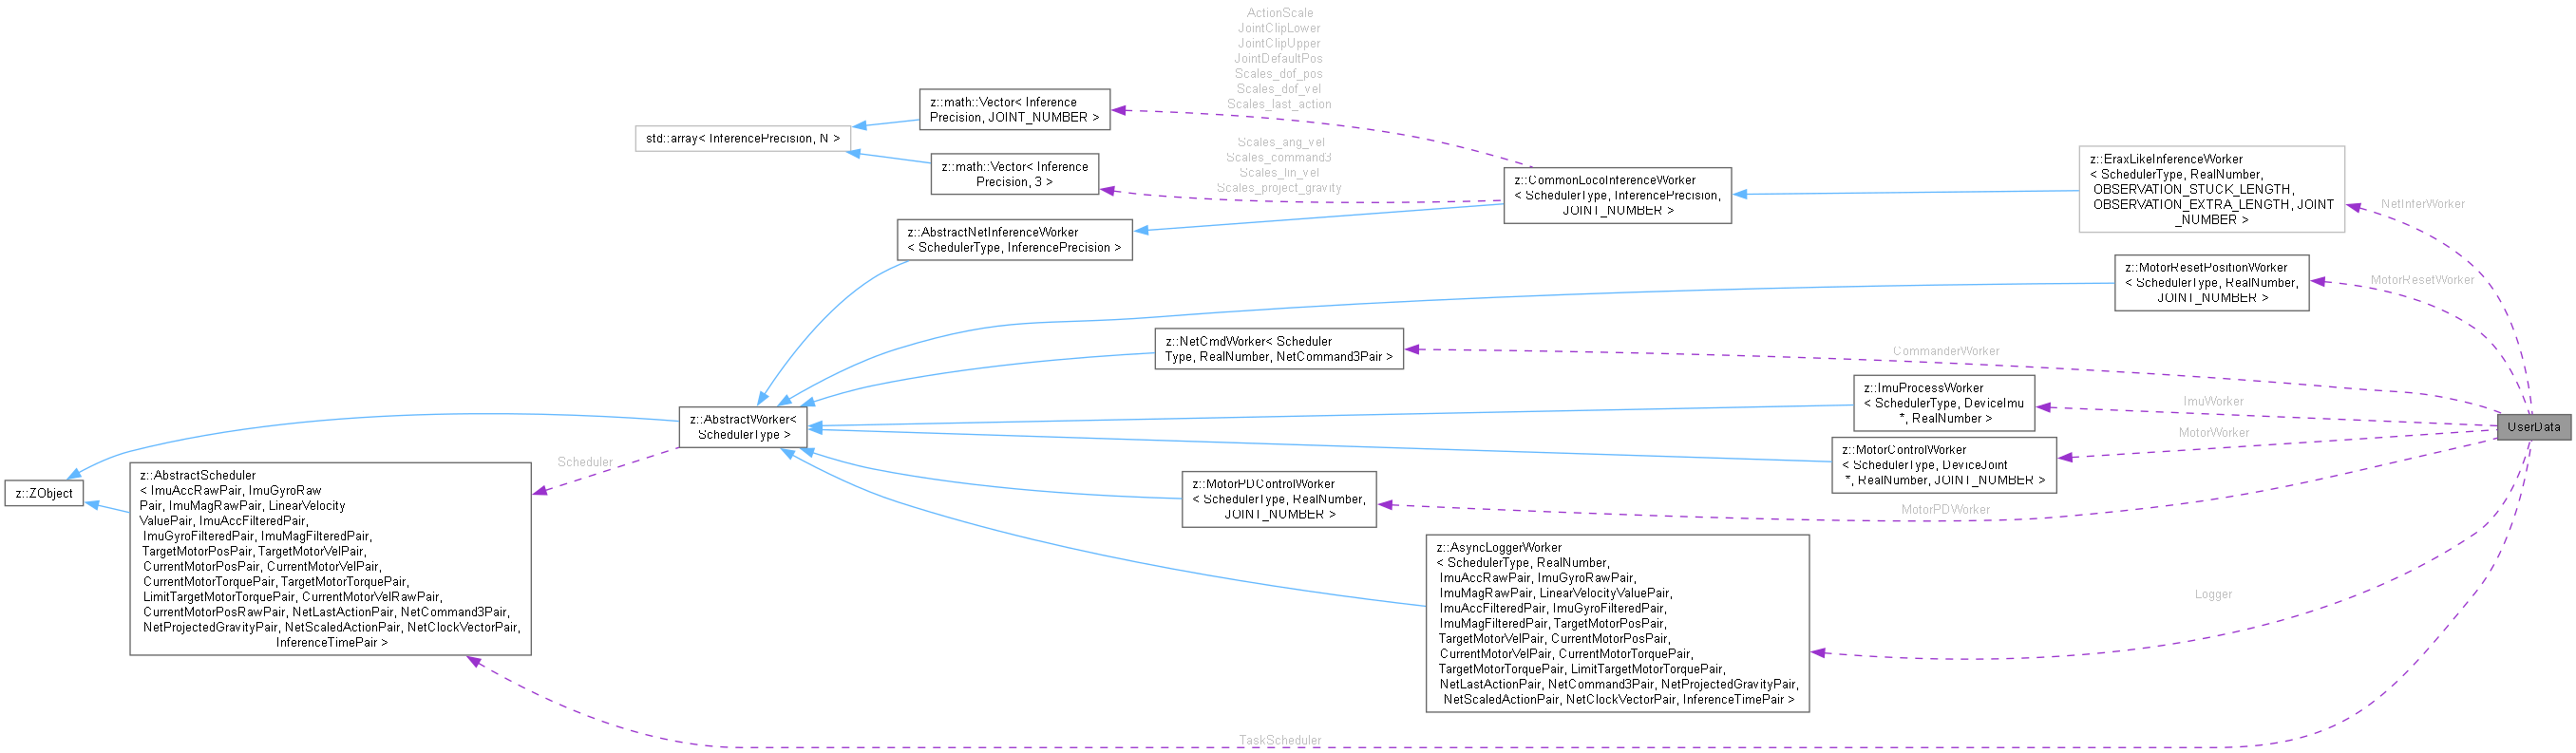 ActionScale
JointClipLower
JointClipUpper
JointDefaultPos
Scales_dof_pos
Scales_dof_vel
Scales_last_action
z::math::Vector< Inference
Precision, JOINT_NUMBER >
std::array< InferencePrecision, N >
Scales_ang_vel
Scales_command3
Scales_lin_vel
Scales_project_gravity
z::math::Vector< Inference
Precision, 3 >
z::CommonLocoInferenceWorker
< SchedulerType, InferencePrecision,
JOINT_NUMBER >
z::EraxLikeInferenceWorker
< SchedulerType, RealNumber,
OBSERVATION_STUCK_LENGTH,
OBSERVATION_EXTRA_LENGTH, JOINT
_NUMBER >
NetInferWorker
z::AbstractNetInferenceWorker
< SchedulerType, InferencePrecision >
z::MotorResetPositionWorker
< SchedulerType, RealNumber,
JOINT_NUMBER >
MotorResetWorker
z::NetCmdWorker< Scheduler
Type, RealNumber, NetCommand3Pair >
CommanderWorker
z::ImuProcessWorker
< SchedulerType, DeviceImu
*, RealNumber >
ImuWorker
z::AbstractWorker<
SchedulerType >
UserData
MotorWorker
z::MotorControlWorker
< SchedulerType, DeviceJoint
*, RealNumber, JOINT_NUMBER >
Scheduler
z::ZObject
z::AbstractScheduler
< ImuAccRawPair, ImuGyroRaw
Pair, ImuMagRawPair, LinearVelocity
ValuePair, ImuAccFilteredPair,
ImuGyroFilteredPair, ImuMagFilteredPair,
TargetMotorPosPair, TargetMotorVelPair,
CurrentMotorPosPair, CurrentMotorVelPair,
CurrentMotorTorquePair, TargetMotorTorquePair,
LimitTargetMotorTorquePair, CurrentMotorVelRawPair,
CurrentMotorPosRawPair, NetLastActionPair, NetCommand3Pair,
NetProjectedGravityPair, NetScaledActionPair, NetClockVectorPair,
InferenceTimePair >
z::MotorPDControlWorker
< SchedulerType, RealNumber,
JOINT_NUMBER >
MotorPDWorker
z::AsyncLoggerWorker
< SchedulerType, RealNumber,
ImuAccRawPair, ImuGyroRawPair,
ImuMagRawPair, LinearVelocityValuePair,
ImuAccFilteredPair, ImuGyroFilteredPair,
ImuMagFilteredPair, TargetMotorPosPair,
TargetMotorVelPair, CurrentMotorPosPair,
CurrentMotorVelPair, CurrentMotorTorquePair,
TargetMotorTorquePair, LimitTargetMotorTorquePair,
NetLastActionPair, NetCommand3Pair, NetProjectedGravityPair,
NetScaledActionPair, NetClockVectorPair, InferenceTimePair >
Logger
TaskScheduler